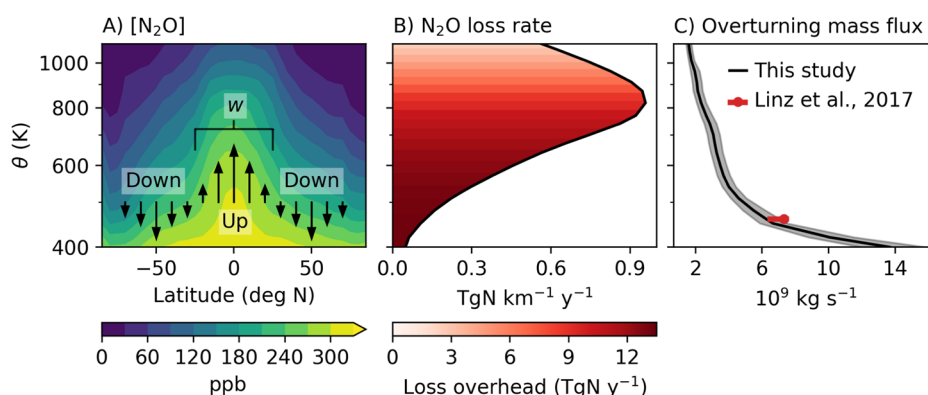 A) [N₂O]
B) N₂O loss rate
C) Overturning mass flux
1000
800
600
400
θ (K)
w
Down
Down
Up
−50
0
50
Latitude (deg N)
0.0
0.3
0.6
0.9
TgN km⁻¹ y⁻¹
This study
Linz et al., 2017
2
6
10
14
10⁹ kg s⁻¹
0
60
120
180
240
300
ppb
0
3
6
9
12
Loss overhead (TgN y⁻¹)